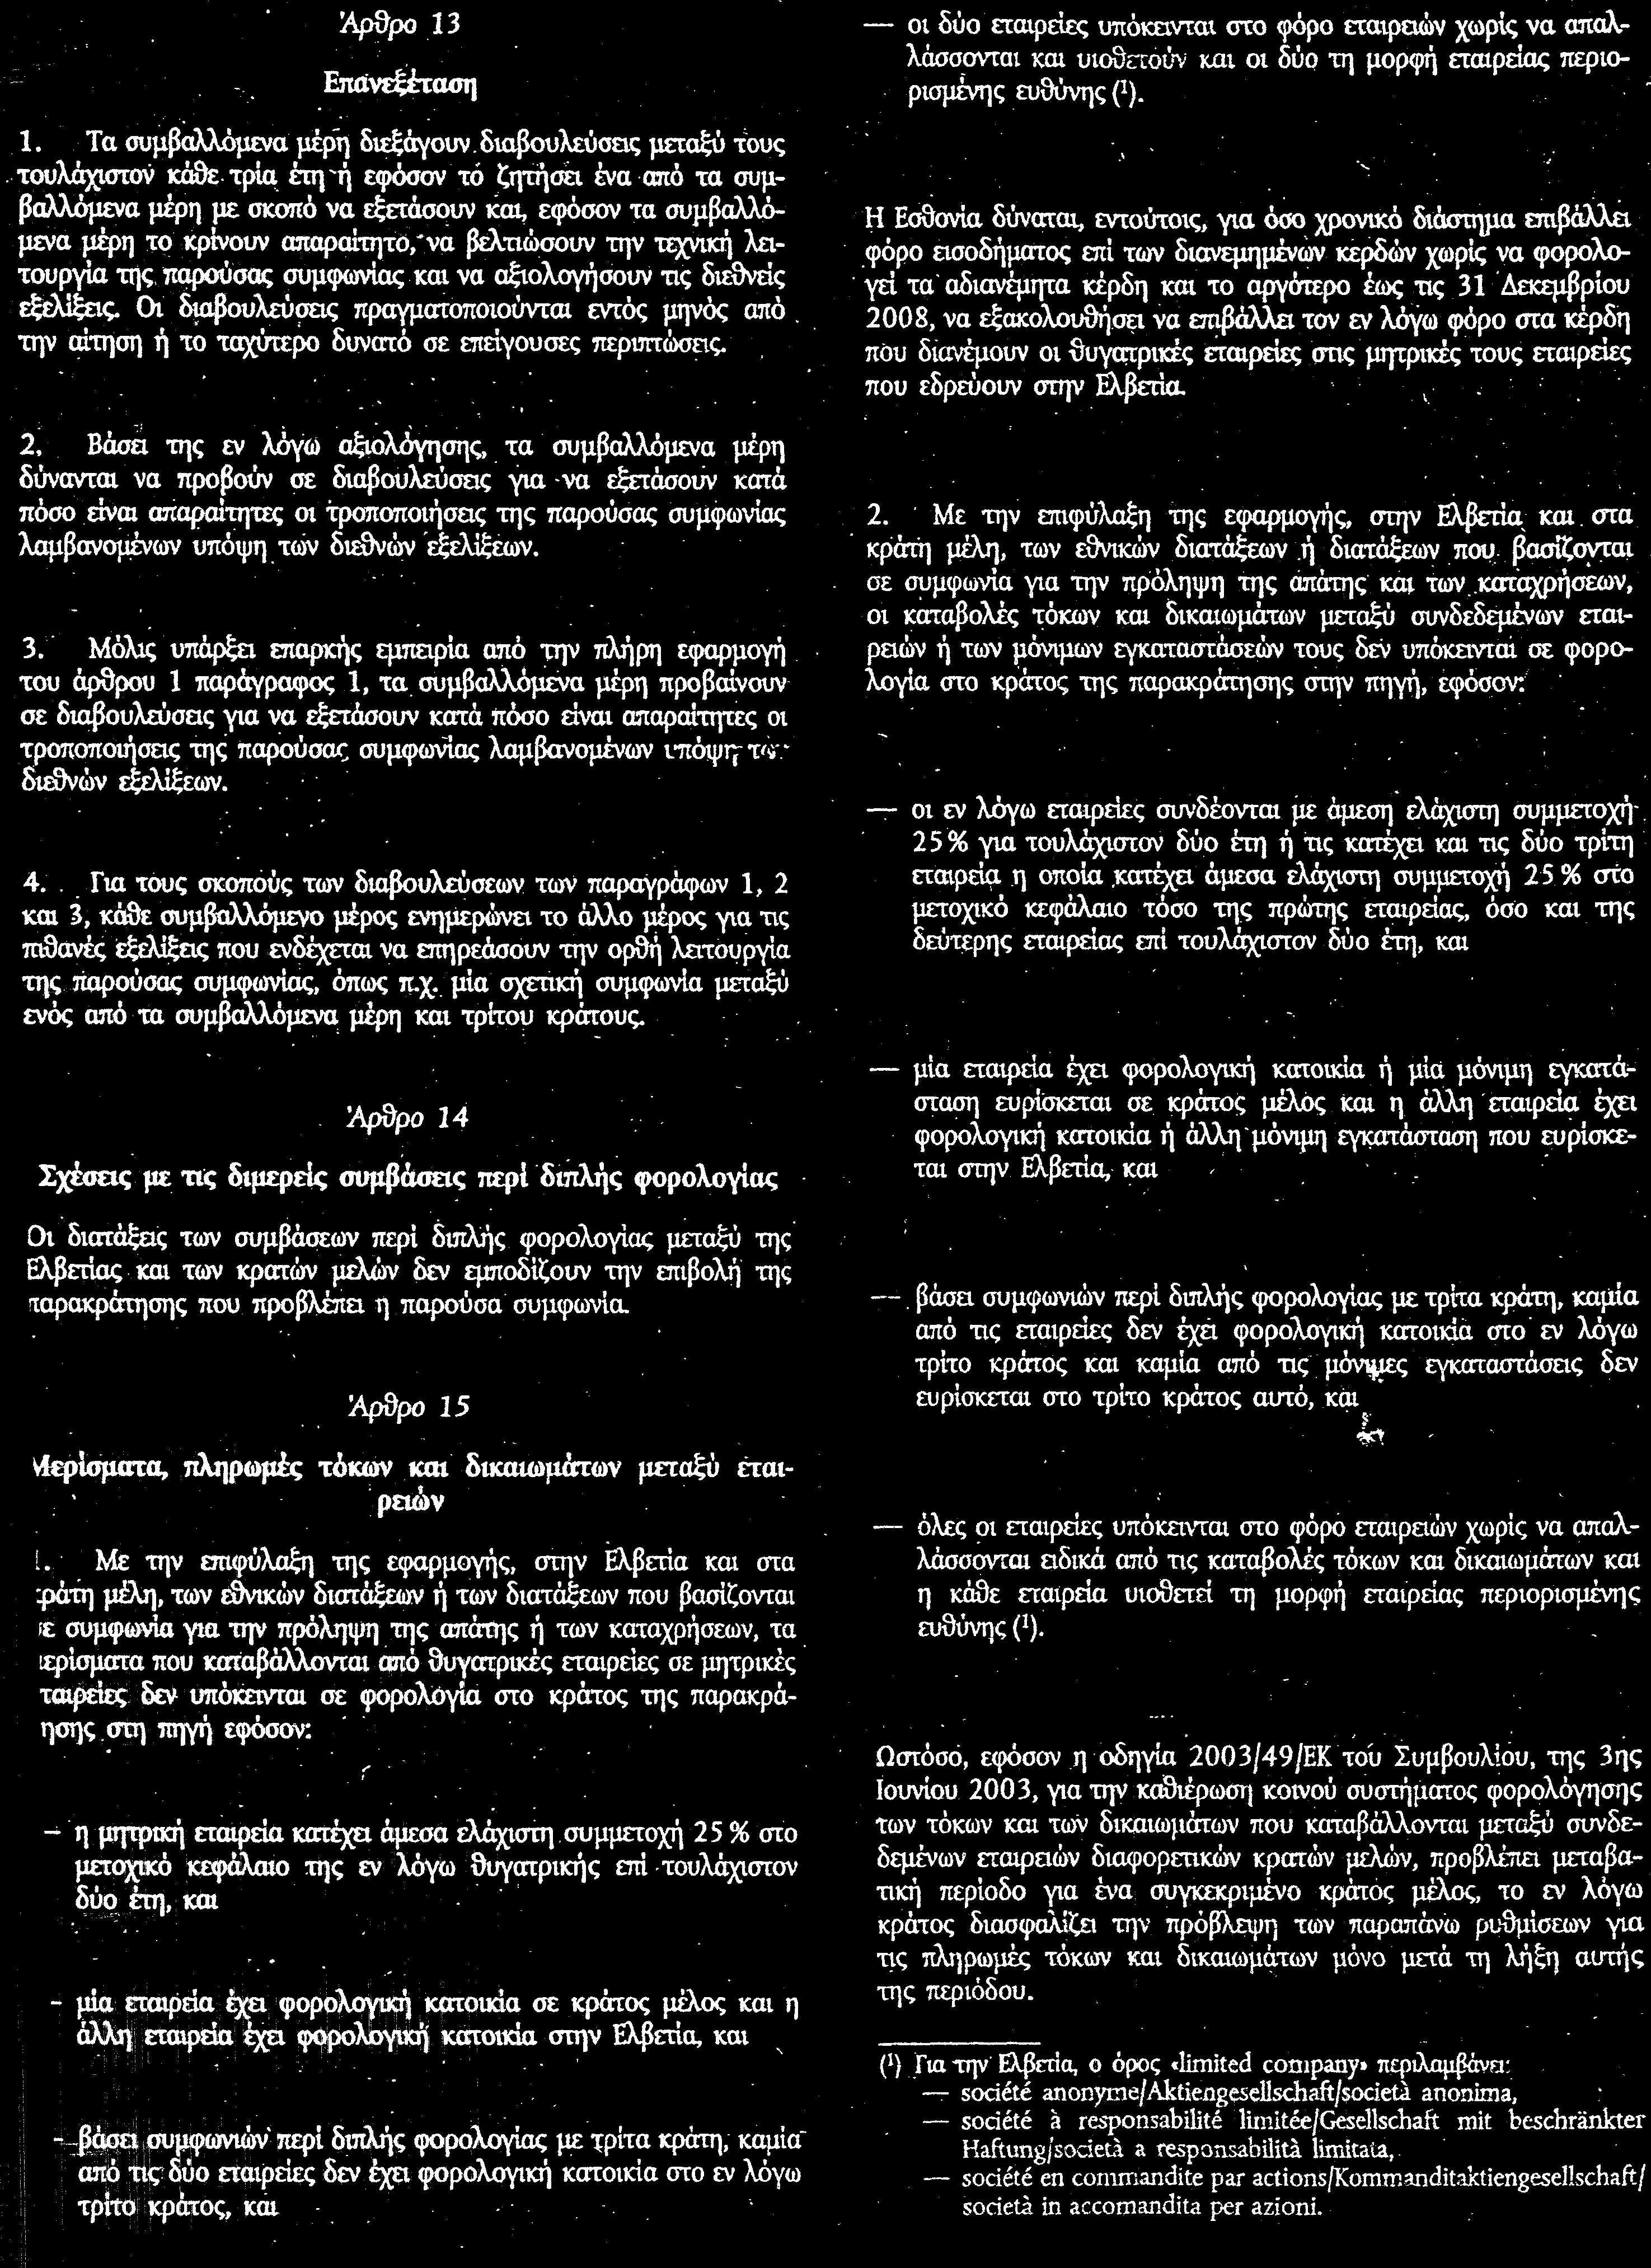 Άρθρο 13
Επανεξέταση
1. Τα συμβαλλόμενα μέρη διεξάγουν διαβουλεύσεις μεταξύ τους
τουλάχιστον κάθε τρία έτη ή εφόσον το ζητήσει ένα από τα συμ-
βαλλόμενα μέρη με σκοπό να εξετάσουν και, εφόσον τα συμβαλλό-
μενα μέρη το κρίνουν απαραίτητο, να βελτιώσουν την τεχνική λει-
τουργία της παρούσας συμφωνίας και να αξιολογήσουν τις διεθνείς
εξελίξεις. Οι διαβουλεύσεις πραγματοποιούνται εντός μηνός από
την αίτηση ή το ταχύτερο δυνατό σε επείγουσες περιπτώσεις.
2. Βάσει της εν λόγω αξιολόγησης, τα συμβαλλόμενα μέρη
δύνανται να προβούν σε διαβουλεύσεις για να εξετάσουν κατά
πόσο είναι απαραίτητες οι τροποποιήσεις της παρούσας συμφωνίας
λαμβανομένων υπόψη των διεθνών εξελίξεων.
3. Μόλις υπάρξει επαρκής εμπειρία από την πλήρη εφαρμογή
του άρθρου 1 παράγραφος 1, τα συμβαλλόμενα μέρη προβαίνουν
σε διαβουλεύσεις για να εξετάσουν κατά πόσο είναι απαραίτητες οι
τροποποιήσεις της παρούσας συμφωνίας λαμβανομένων υπόψη των
διεθνών εξελίξεων.
4. Για τους σκοπούς των διαβουλεύσεων των παραγράφων 1, 2
και 3, κάθε συμβαλλόμενο μέρος ενημερώνει το άλλο μέρος για τις
πιθανές εξελίξεις που ενδέχεται να επηρεάσουν την ορθή λειτουργία
της παρούσας συμφωνίας, όπως π.χ. μία σχετική συμφωνία μεταξύ
ενός από τα συμβαλλόμενα μέρη και τρίτου κράτους.
Άρθρο 14
Σχέσεις με τις διμερείς συμβάσεις περί διπλής φορολογίας
Οι διατάξεις των συμβάσεων περί διπλής φορολογίας μεταξύ της
Ελβετίας και των κρατών μελών δεν εμποδίζουν την επιβολή της
παρακράτησης που προβλέπει η παρούσα συμφωνία.
Άρθρο 15
Μερίσματα, πληρωμές τόκων και δικαιωμάτων μεταξύ εται-
ρειών
1. Με την επιφύλαξη της εφαρμογής, στην Ελβετία και στα
κράτη μέλη, των εθνικών διατάξεων ή των διατάξεων που βασίζονται
σε συμφωνία για την πρόληψη της απάτης ή των καταχρήσεων, τα
μερίσματα που καταβάλλονται από θυγατρικές εταιρείες σε μητρικές
εταιρείες δεν υπόκεινται σε φορολογία στο κράτος της παρακρά-
τησης στη πηγή εφόσον:
— η μητρική εταιρεία κατέχει άμεσα ελάχιστη συμμετοχή 25 % στο
μετοχικό κεφάλαιο της εν λόγω θυγατρικής επί τουλάχιστον
δύο έτη, και
— μία εταιρεία έχει φορολογική κατοικία σε κράτος μέλος και η
άλλη εταιρεία έχει φορολογική κατοικία στην Ελβετία, και
— βάσει συμφωνιών περί διπλής φορολογίας με τρίτα κράτη, καμία
από τις δύο εταιρείες δεν έχει φορολογική κατοικία στο εν λόγω
τρίτο κράτος, και
— οι δύο εταιρείες υπόκεινται στο φόρο εταιρειών χωρίς να απαλ-
λάσσονται και υιοθετούν και οι δύο τη μορφή εταιρείας περιο-
ρισμένης ευθύνης (¹).
Η Εσθονία δύναται, εντούτοις, για όσο χρονικό διάστημα επιβάλλει
φόρο εισοδήματος επί των διανεμημένων κερδών χωρίς να φορολο-
γεί τα αδιανέμητα κέρδη και το αργότερο έως τις 31 Δεκεμβρίου
2008, να εξακολουθήσει να επιβάλλει τον εν λόγω φόρο στα κέρδη
που διανέμουν οι θυγατρικές εταιρείες στις μητρικές τους εταιρείες
που εδρεύουν στην Ελβετία.
2. Με την επιφύλαξη της εφαρμογής, στην Ελβετία και στα
κράτη μέλη, των εθνικών διατάξεων ή διατάξεων που βασίζονται
σε συμφωνία για την πρόληψη της απάτης και των καταχρήσεων,
οι καταβολές τόκων και δικαιωμάτων μεταξύ συνδεδεμένων εται-
ρειών ή των μόνιμων εγκαταστάσεών τους δεν υπόκεινται σε φορο-
λογία στο κράτος της παρακράτησης στην πηγή, εφόσον:
— οι εν λόγω εταιρείες συνδέονται με άμεση ελάχιστη συμμετοχή
25 % για τουλάχιστον δύο έτη ή τις κατέχει και τις δύο τρίτη
εταιρεία η οποία κατέχει άμεσα ελάχιστη συμμετοχή 25 % στο
μετοχικό κεφάλαιο τόσο της πρώτης εταιρείας, όσο και της
δεύτερης εταιρείας επί τουλάχιστον δύο έτη, και
— μία εταιρεία έχει φορολογική κατοικία ή μία μόνιμη εγκατά-
σταση ευρίσκεται σε κράτος μέλος και η άλλη εταιρεία έχει
φορολογική κατοικία ή άλλη μόνιμη εγκατάσταση που ευρίσκε-
ται στην Ελβετία, και
— βάσει συμφωνιών περί διπλής φορολογίας με τρίτα κράτη, καμία
από τις εταιρείες δεν έχει φορολογική κατοικία στο εν λόγω
τρίτο κράτος και καμία από τις μόνιμες εγκαταστάσεις δεν
ευρίσκεται στο τρίτο κράτος αυτό, και
— όλες οι εταιρείες υπόκεινται στο φόρο εταιρειών χωρίς να απαλ-
λάσσονται ειδικά από τις καταβολές τόκων και δικαιωμάτων και
η κάθε εταιρεία υιοθετεί τη μορφή εταιρείας περιορισμένης
ευθύνης (¹).
Ωστόσο, εφόσον η οδηγία 2003/49/ΕΚ του Συμβουλίου, της 3ης
Ιουνίου 2003, για την καθιέρωση κοινού συστήματος φορολόγησης
των τόκων και των δικαιωμάτων που καταβάλλονται μεταξύ συνδε-
δεμένων εταιρειών διαφορετικών κρατών μελών, προβλέπει μεταβα-
τική περίοδο για ένα συγκεκριμένο κράτος μέλος, το εν λόγω
κράτος διασφαλίζει την πρόβλεψη των παραπάνω ρυθμίσεων για
τις πληρωμές τόκων και δικαιωμάτων μόνο μετά τη λήξη αυτής
της περιόδου.
(¹) Για την Ελβετία, ο όρος «limited company» περιλαμβάνει:
— société anonyme/Aktiengesellschaft/società anonima,
— société à responsabilité limitée/Gesellschaft mit beschränkter
Haftung/società a responsabilità limitata,
— société en commandite par actions/Kommanditaktiengesellschaft/
società in accomandita per azioni.